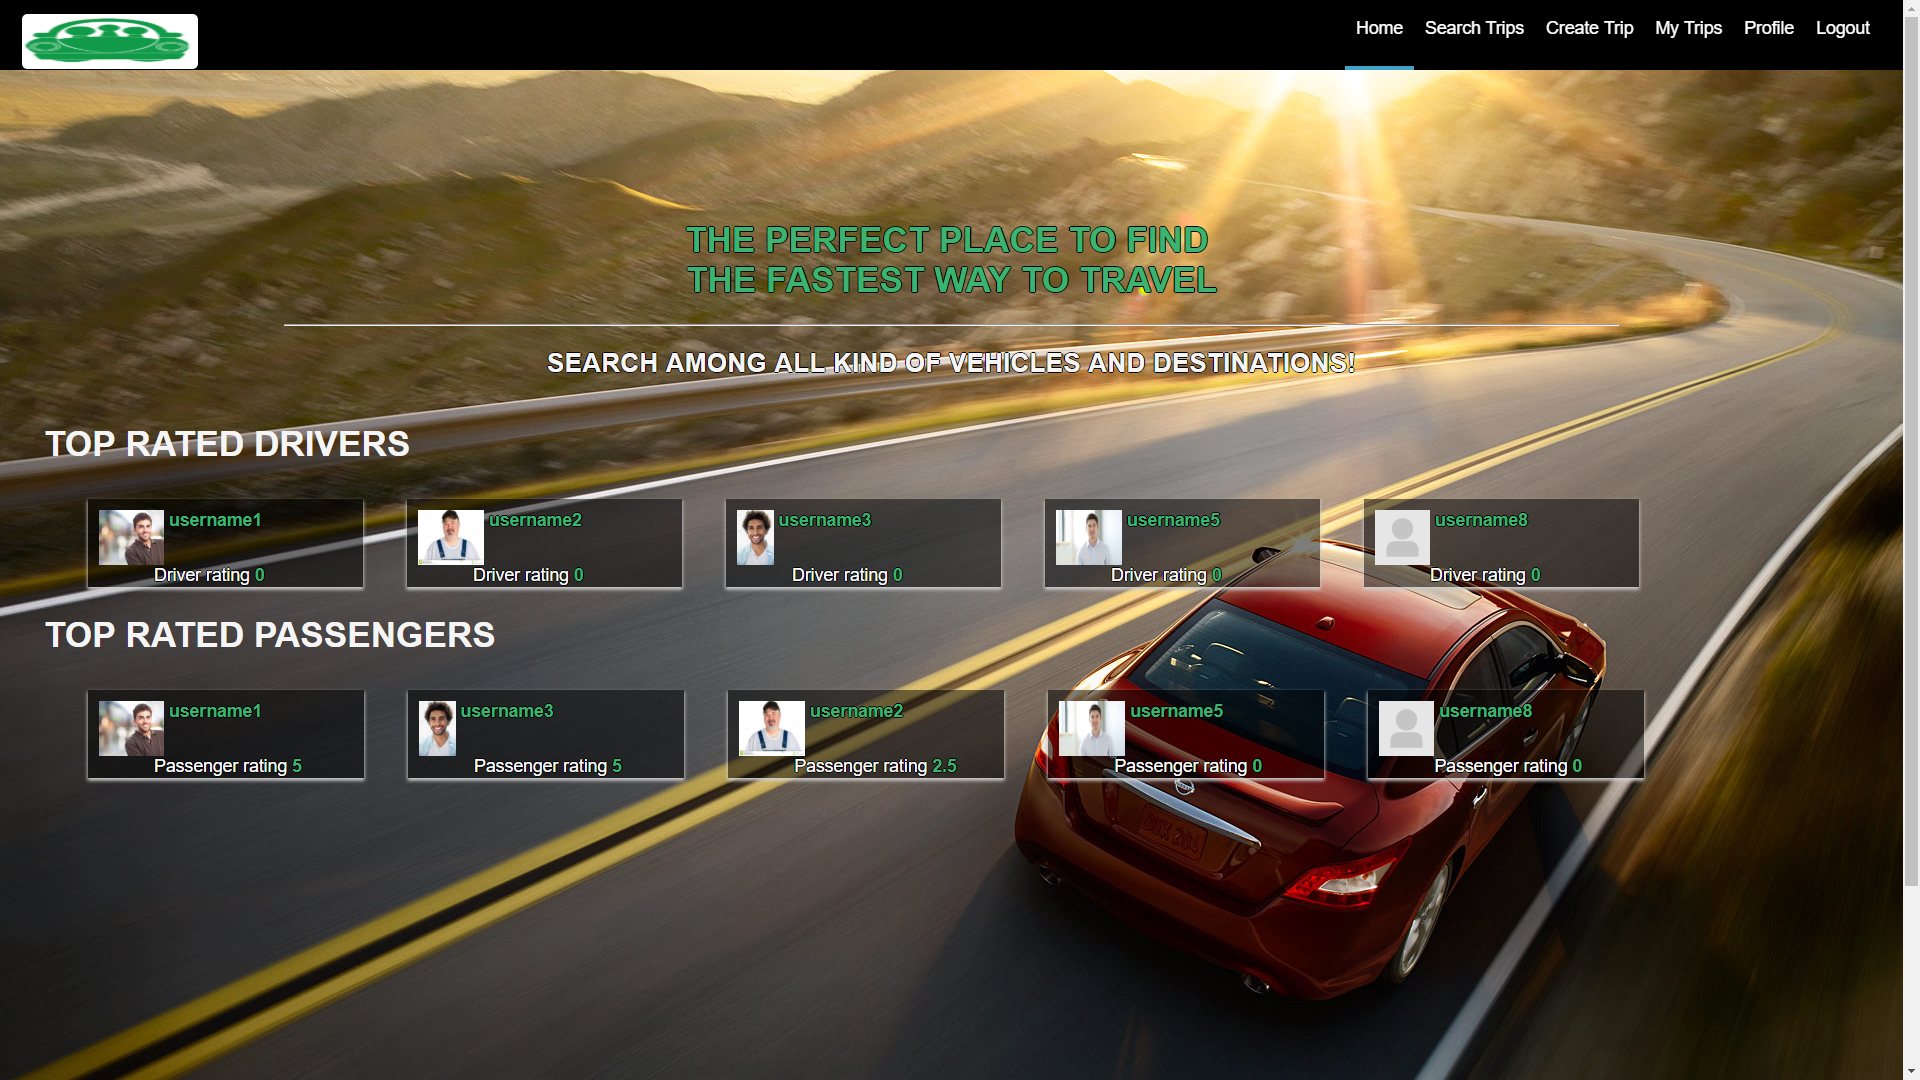 Home Search Trips Create Trip My Trips Profile Logout
THE PERFECT PLACE TO FIND
THE FASTEST WAY TO TRAVEL
SEARCH AMONG ALL KIND OF VEHICLES AND DESTINATIONS!
TOP RATED DRIVERS
username1 username2 username3 username5 username8
Driver rating 0 Driver rating 0 Driver rating 0 Driver rating 0 Driver rating 0
TOP RATED PASSENGERS
username1 username3 username2 username5 username8
Passenger rating 5 Passenger rating 5 Passenger rating 2.5 Passenger rating 0 Passenger rating 0